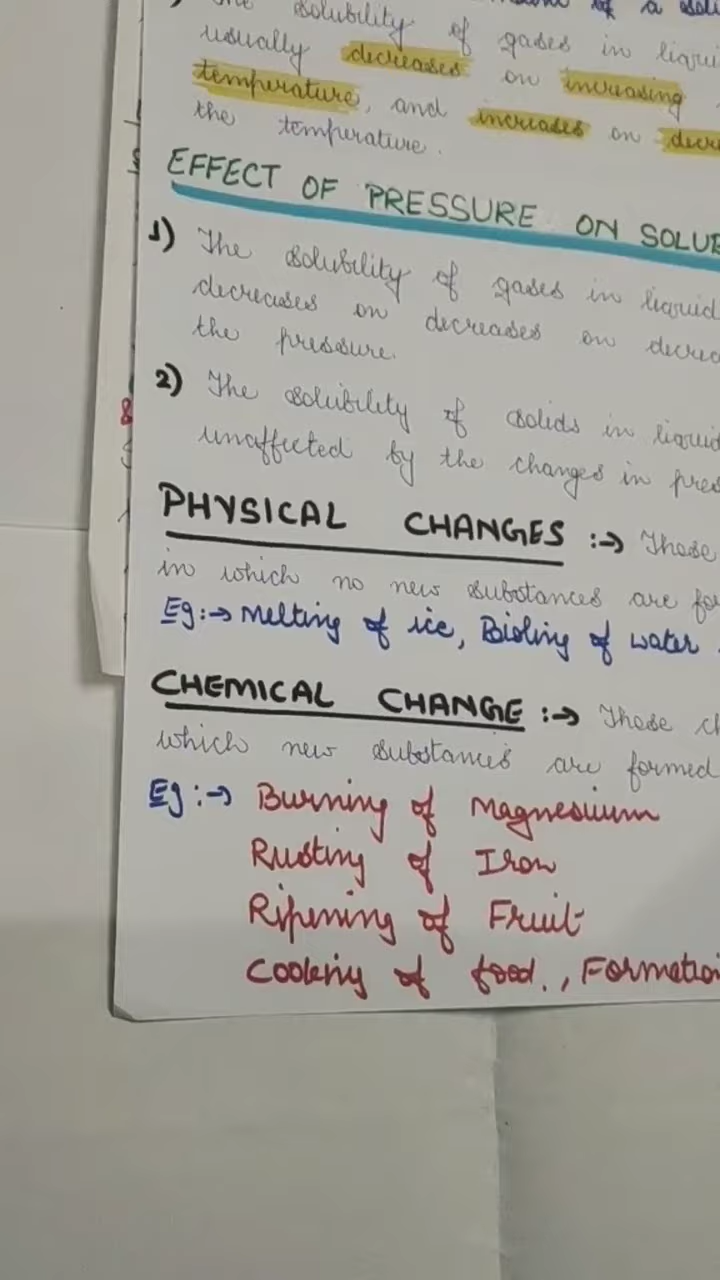 The solubility of gases in
usually decreases on increasing
temperature, and increases on
the temperature.
EFFECT OF PRESSURE ON
1) The solubility of gases in liquid
decreases on decreases on
the pressure.
2) The solubility of solids in liquid
unaffected by the changes in
PHYSICAL CHANGES :→ These
in which no new substances are
Eg:→ Melting of ice, Bioling of water
CHEMICAL CHANGE :→ These
which new substances are formed
Eg:→ Burning of Magnesium
Rusting of Iron
Ripening of Fruit
Cooking of food., Formation